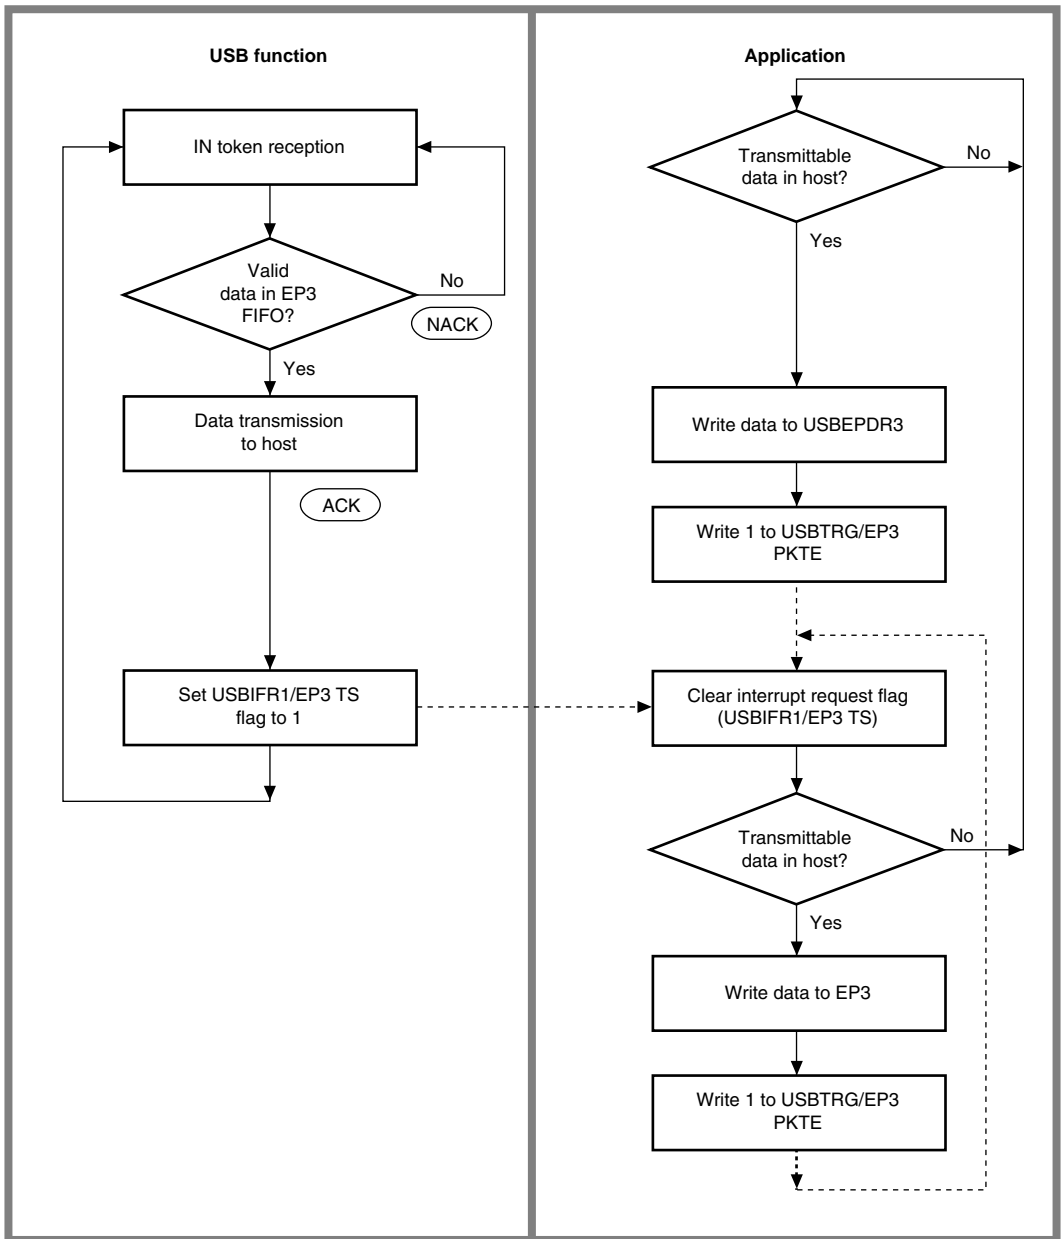 USB function
IN token reception
Valid
data in EP3
FIFO?
No
NACK
Yes
Data transmission
to host
ACK
Set USBIFR1/EP3 TS
flag to 1
Application
Transmittable
data in host?
No
Yes
Write data to USBEPDR3
Write 1 to USBTRG/EP3
PKTE
Clear interrupt request flag
(USBIFR1/EP3 TS)
Transmittable
data in host?
No
Yes
Write data to EP3
Write 1 to USBTRG/EP3
PKTE